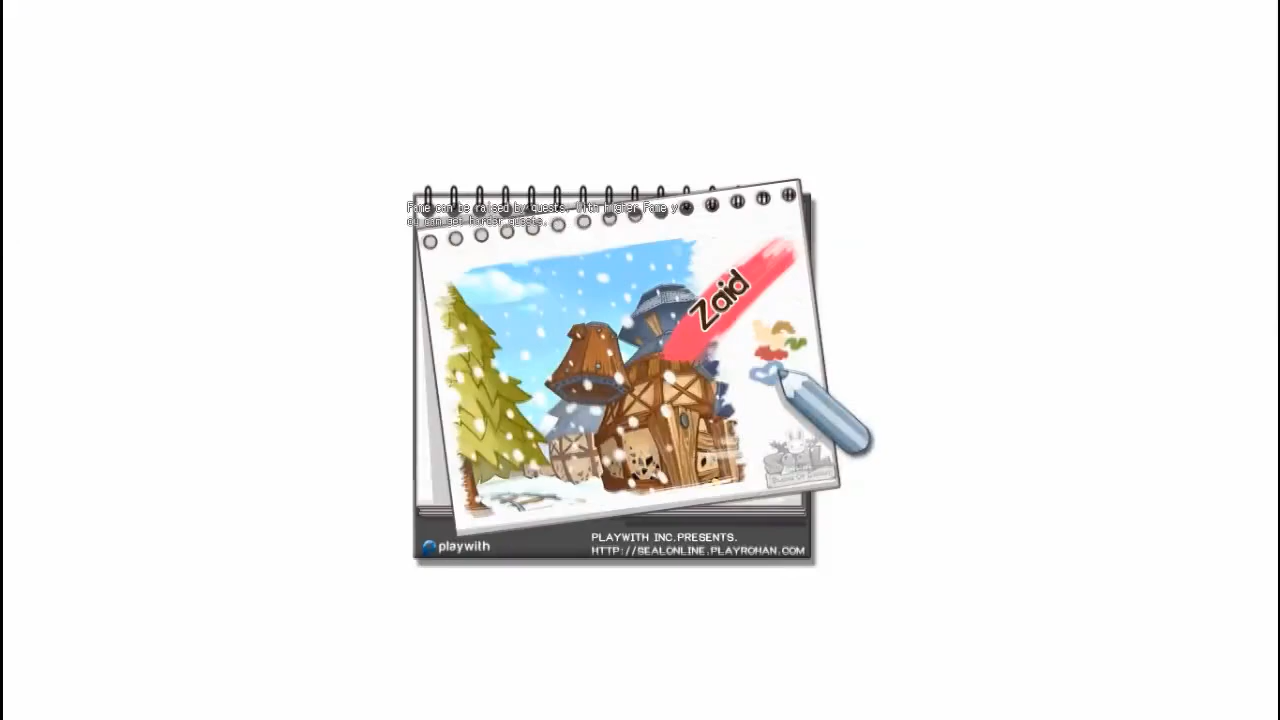 Fame can be raised by quests. With higher Fame y
ou can get harder quests.
Zaid
SEAL
playwith
PLAYWITH INC.PRESENTS.
HTTP://SEALONLINE.PLAYROHAN.COM